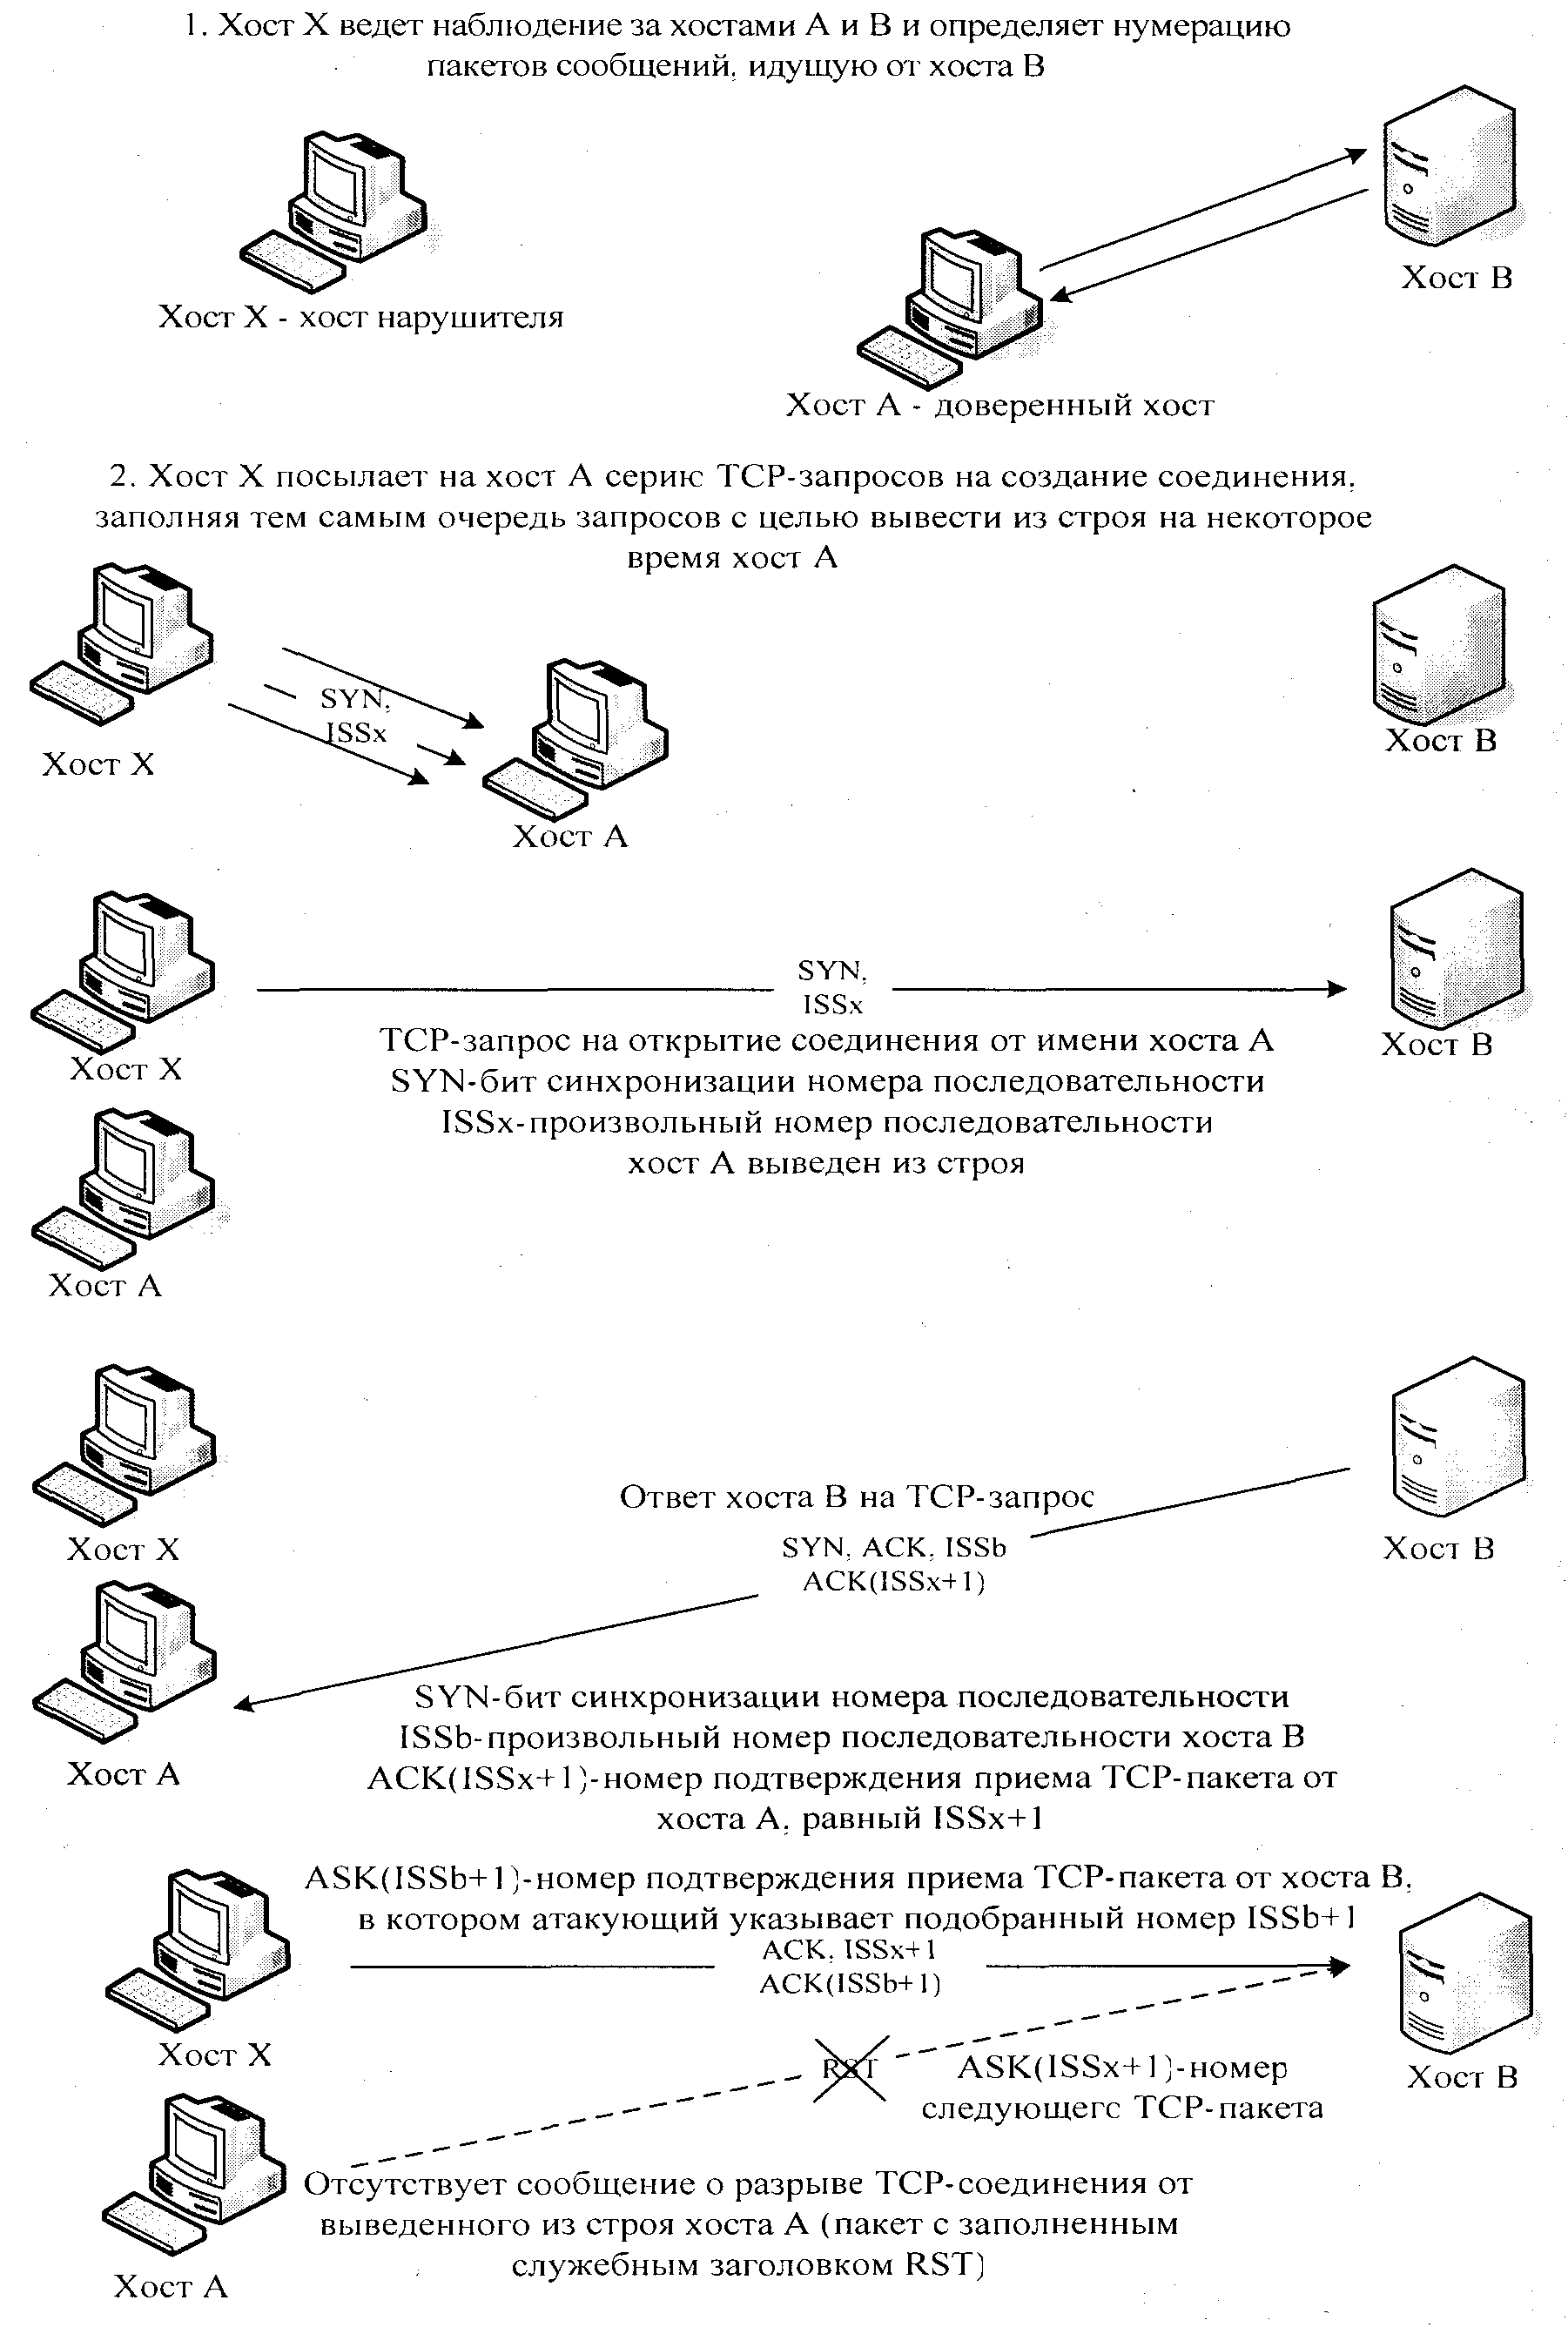 1. Хост X ведет наблюдение за хостами A и B и определяет нумерацию
пакетов сообщений, идущую от хоста B
Хост B
Хост X - хост нарушителя
Хост A - доверенный хост
2. Хост X посылает на хост A серию TCP-запросов на создание соединения,
заполняя тем самым очередь запросов с целью вывести из строя на некоторое
время хост A
SYN,
ISSx
Хост X
Хост B
Хост A
SYN,
ISSx
TCP-запрос на открытие соединения от имени хоста A
Хост B
Хост X
SYN-бит синхронизации номера последовательности
ISSx-произвольный номер последовательности
хост A выведен из строя
Хост A
Ответ хоста B на TCP-запрос
SYN, ACK, ISSb
ACK(ISSx+1)
Хост X
Хост B
SYN-бит синхронизации номера последовательности
ISSb-произвольный номер последовательности хоста B
Хост A
ACK(ISSx+1)-номер подтверждения приема TCP-пакета от
хоста A, равный ISSx+1
ASK(ISSb+1)-номер подтверждения приема TCP-пакета от хоста B,
в котором атакующий указывает подобранный номер ISSb+1
ACK, ISSx+1
ACK(ISSb+1)
Хост X
RST
ASK(ISSx+1)-номер
следующегс TCP-пакета
Хост B
Отсутствует сообщение о разрыве TCP-соединения от
выведенного из строя хоста A (пакет с заполненным
служебным заголовком RST)
Хост A